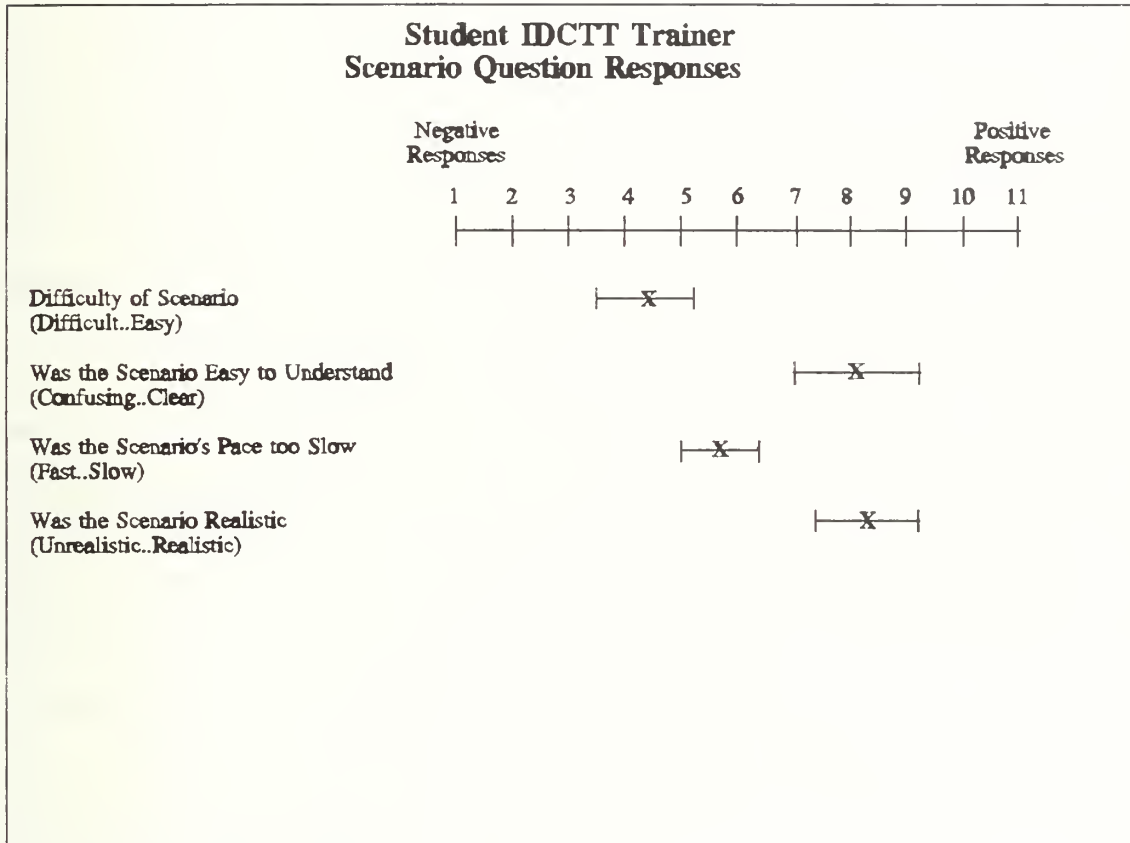 Student IDCTT Trainer
Scenario Question Responses
Negative
Responses
Positive
Responses
1 2 3 4 5 6 7 8 9 10 11
X
Difficulty of Scenario
(Difficult..Easy)
X
Was the Scenario Easy to Understand
(Confusing..Clear)
X
Was the Scenario's Pace too Slow
(Fast..Slow)
X
Was the Scenario Realistic
(Unrealistic..Realistic)